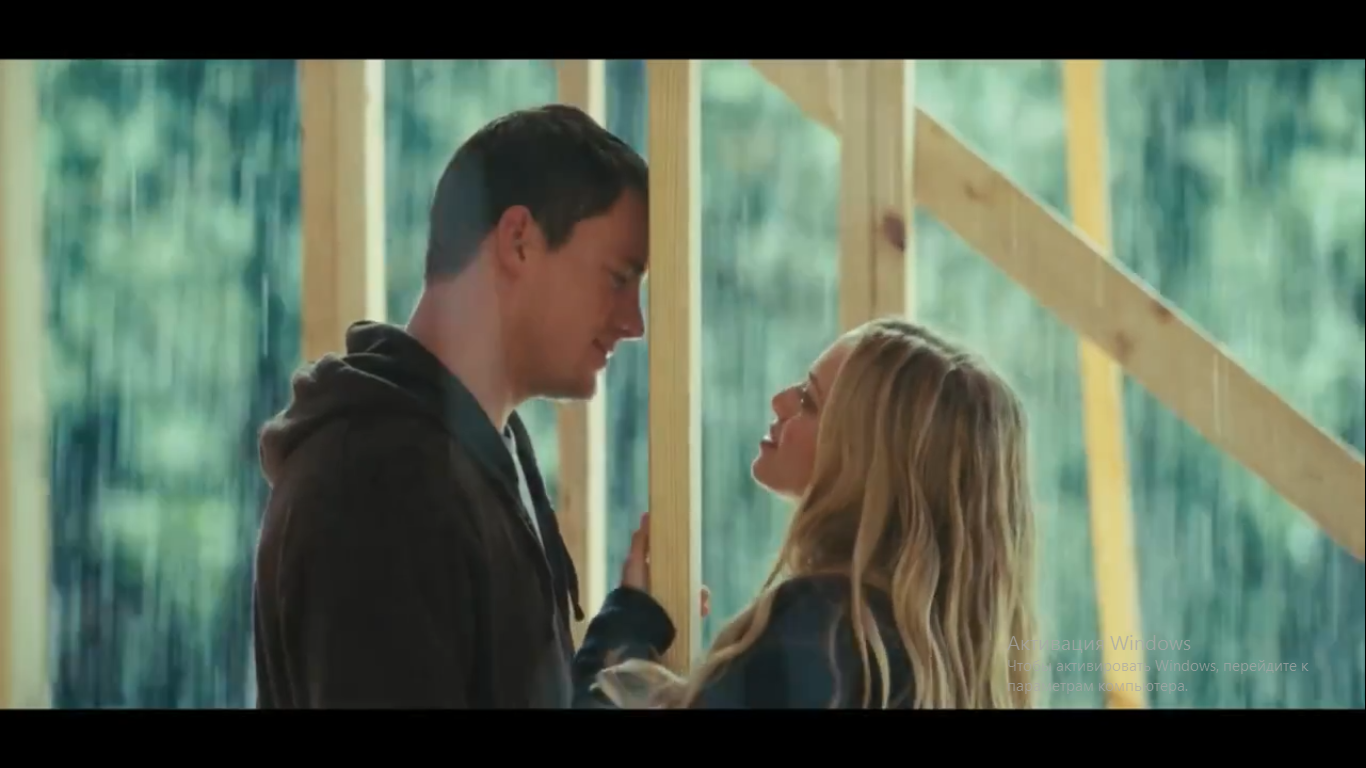 Активация Windows
Чтобы активировать Windows, перейдите к
параметрам компьютера.